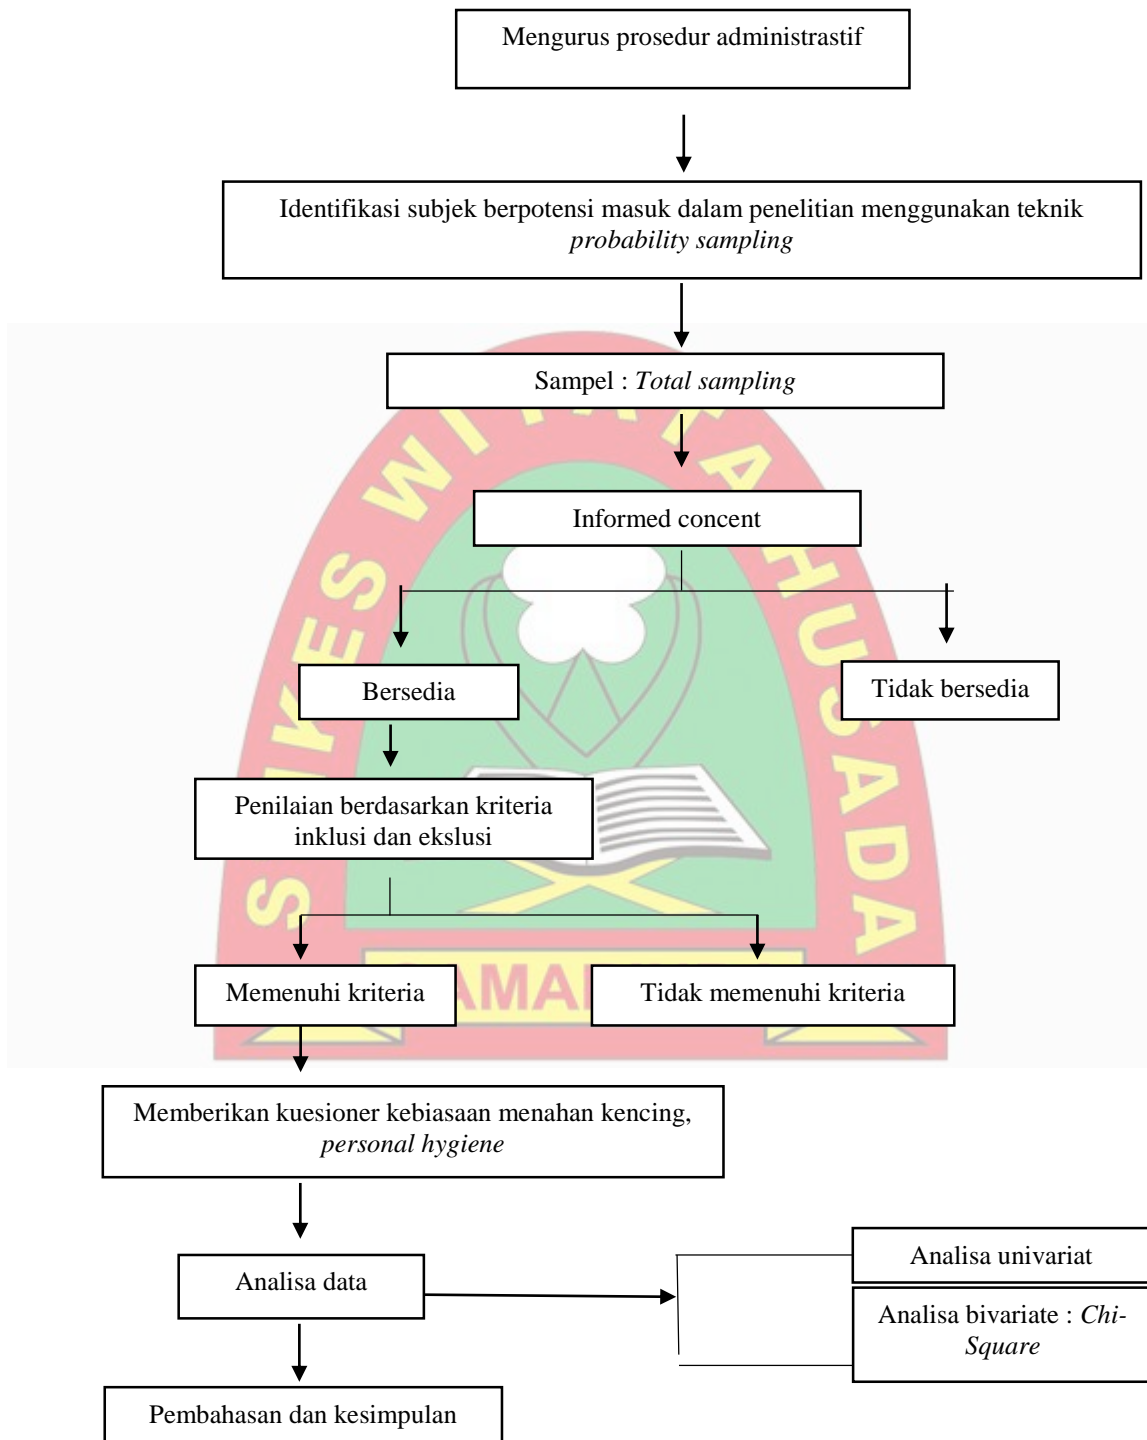 Mengurus prosedur administrastif
Identifikasi subjek berpotensi masuk dalam penelitian menggunakan teknik
probability sampling
Sampel : Total sampling
Informed concent
Bersedia
Tidak bersedia
Penilaian berdasarkan kriteria
inklusi dan ekslusi
Memenuhi kriteria
Tidak memenuhi kriteria
Memberikan kuesioner kebiasaan menahan kencing,
personal hygiene
Analisa data
Analisa univariat
Analisa bivariate : Chi-
Square
Pembahasan dan kesimpulan